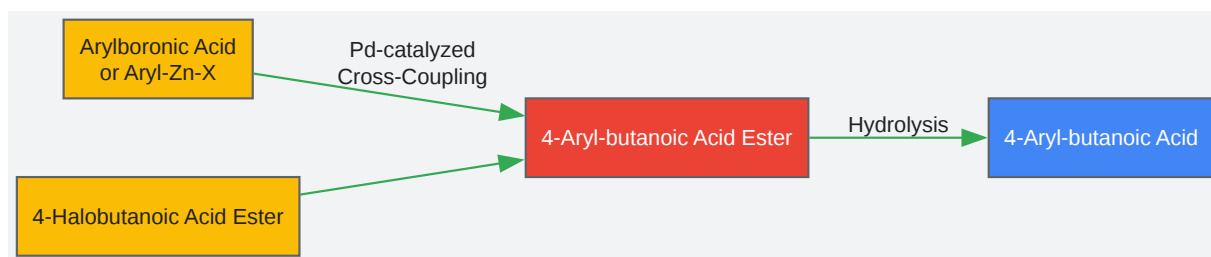 Arylboronic Acid
or Aryl-Zn-X
Pd-catalyzed
Cross-Coupling
4-Halobutanoic Acid Ester
4-Aryl-butanoic Acid Ester
Hydrolysis
4-Aryl-butanoic Acid